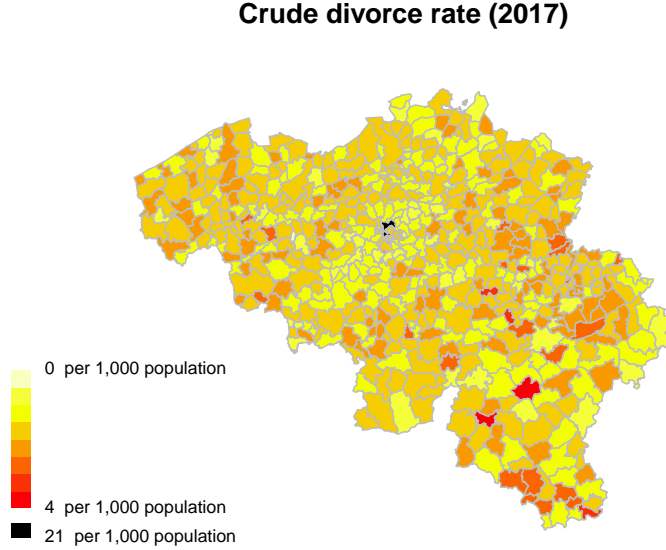 Crude divorce rate (2017)
0 per 1,000 population
4 per 1,000 population
21 per 1,000 population